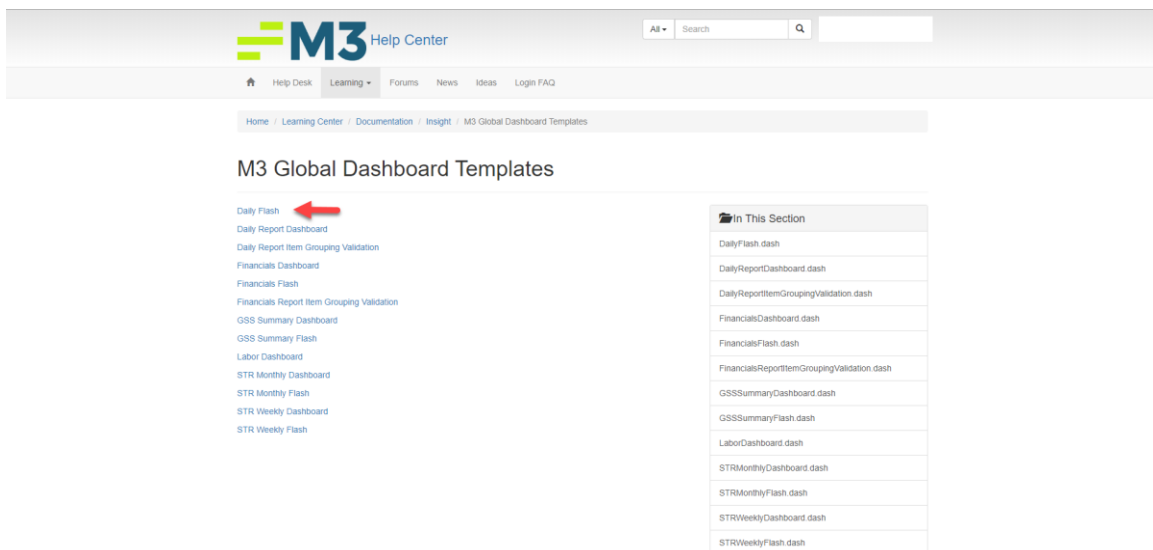 M3 Help Center
All Search
Help Desk Learning Forums News Ideas Login FAQ
Home / Learning Center / Documentation / Insight / M3 Global Dashboard Templates
M3 Global Dashboard Templates
Daily Flash
Daily Report Dashboard
Daily Report Item Grouping Validation
Financials Dashboard
Financials Flash
Financials Report Item Grouping Validation
GSS Summary Dashboard
GSS Summary Flash
Labor Dashboard
STR Monthly Dashboard
STR Monthly Flash
STR Weekly Dashboard
STR Weekly Flash
In This Section
DailyFlash.dash
DailyReportDashboard.dash
DailyReportItemGroupingValidation.dash
FinancialsDashboard.dash
FinancialsFlash.dash
FinancialsReportItemGroupingValidation.dash
GSSSummaryDashboard.dash
GSSSummaryFlash.dash
LaborDashboard.dash
STRMonthlyDashboard.dash
STRMonthlyFlash.dash
STRWeeklyDashboard.dash
STRWeeklyFlash.dash